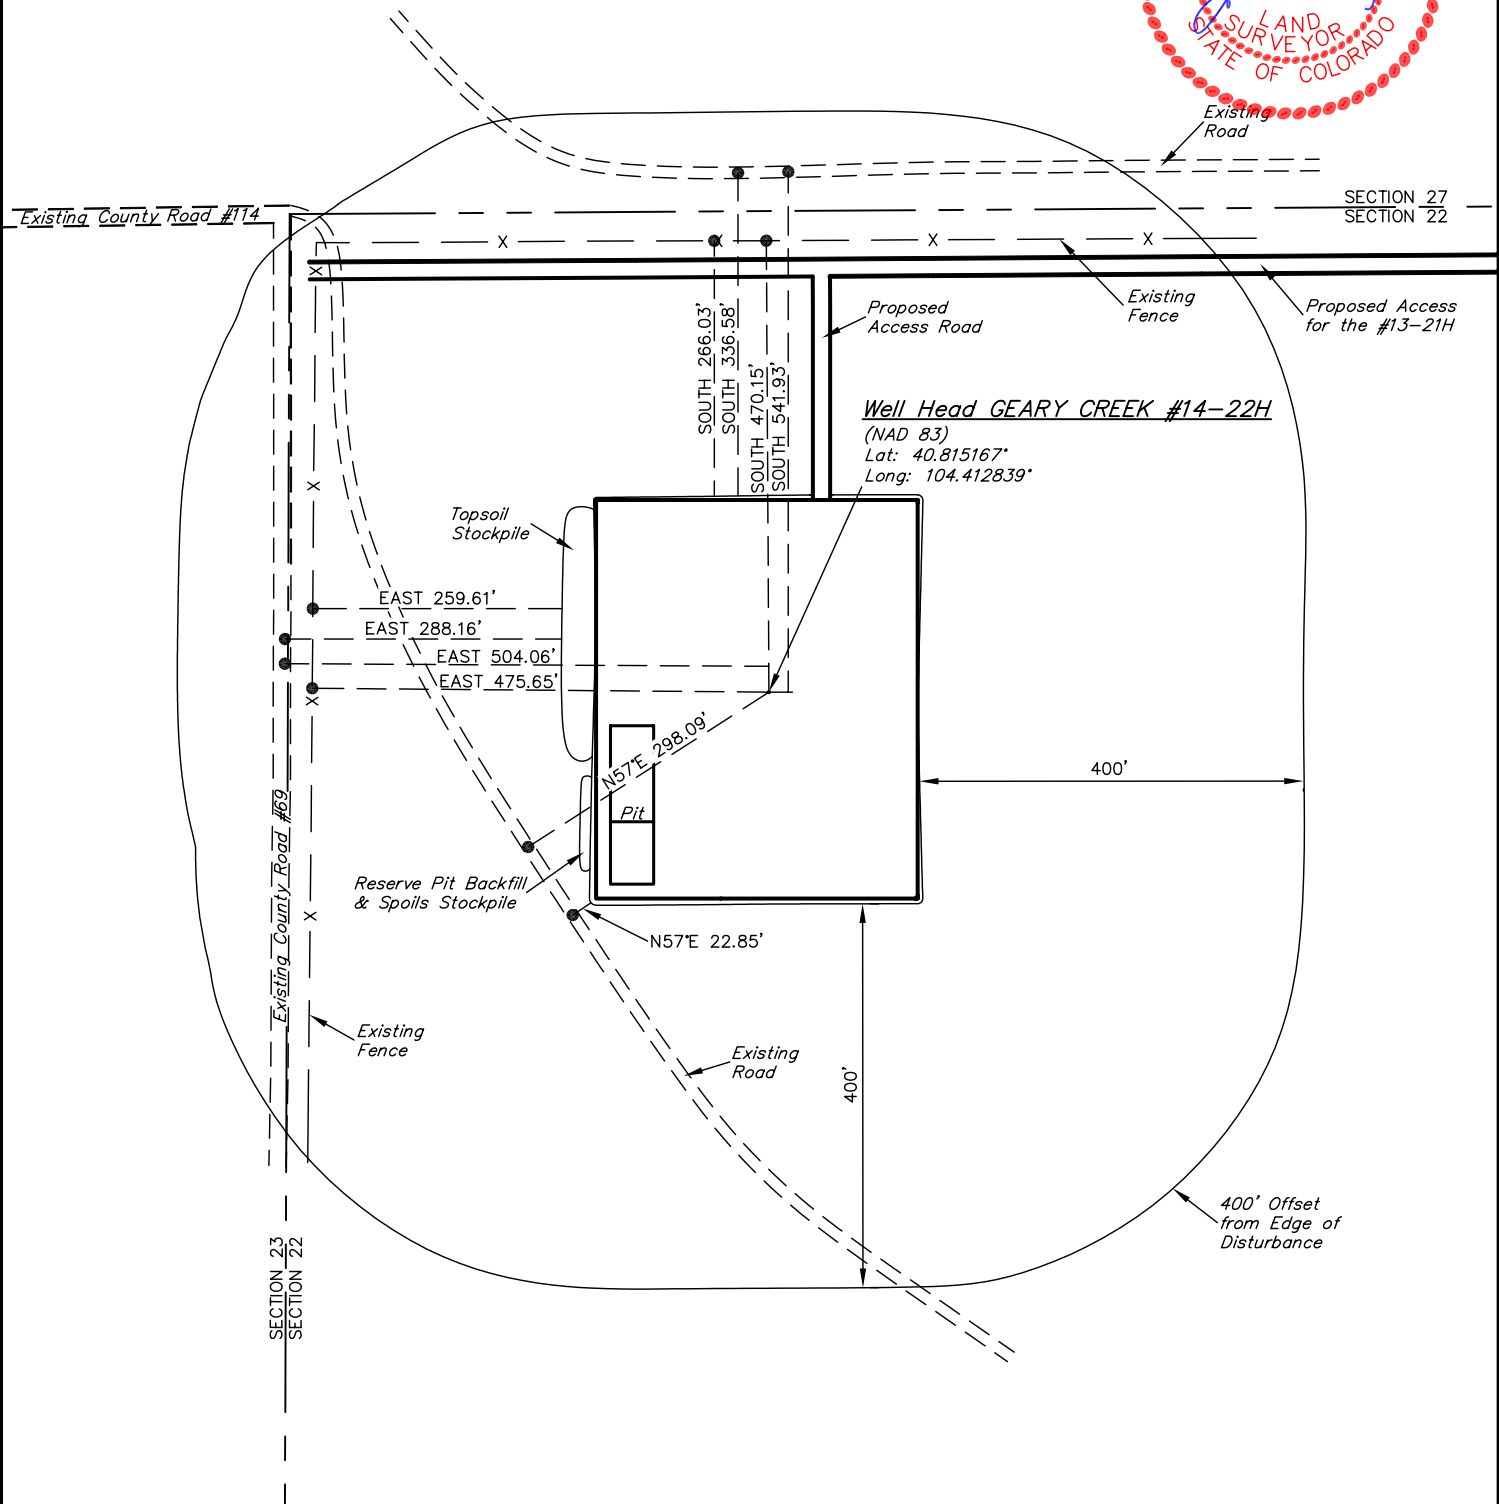 LAND
SURVEYOR
STATE OF COLORADO
Existing
Road
Existing County Road #114
SECTION 27
SECTION 22
X
X
X
X
X
Existing
Fence
Proposed Access
for the #13-21H
Proposed
Access Road
SOUTH 266.03'
SOUTH 336.58'
SOUTH 470.15'
SOUTH 541.93'
Well Head GEARY CREEK #14-22H
(NAD 83)
Lat: 40.815167°
Long: 104.412839°
X
Topsoil
Stockpile
EAST 259.61'
EAST 288.16'
EAST 504.06'
EAST 475.65'
X
N57°E 298.09'
400'
Pit
Existing County Road #69
Reserve Pit Backfill
& Spoils Stockpile
X
N57°E 22.85'
Existing
Fence
Existing
Road
400'
400' Offset
from Edge of
Disturbance
SECTION 23
SECTION 22